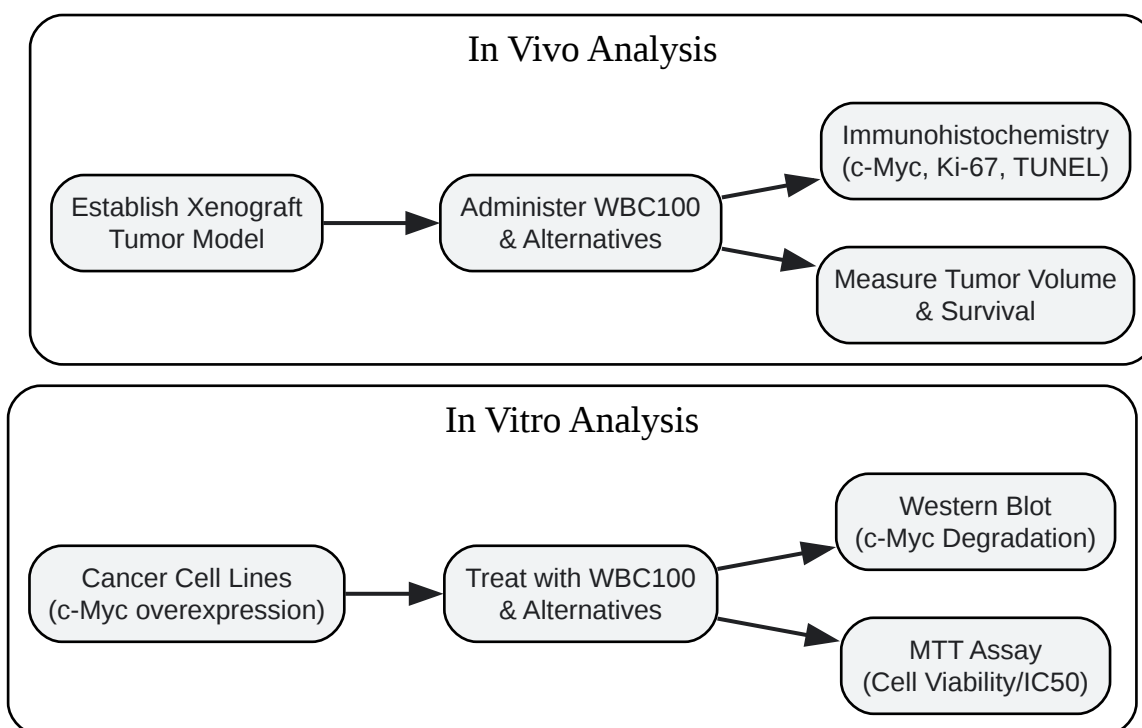 In Vivo Analysis
Establish Xenograft
Tumor Model
Administer WBC100
& Alternatives
Immunohistochemistry
(c-Myc, Ki-67, TUNEL)
Measure Tumor Volume
& Survival
In Vitro Analysis
Cancer Cell Lines
(c-Myc overexpression)
Treat with WBC100
& Alternatives
Western Blot
(c-Myc Degradation)
MTT Assay
(Cell Viability/IC50)